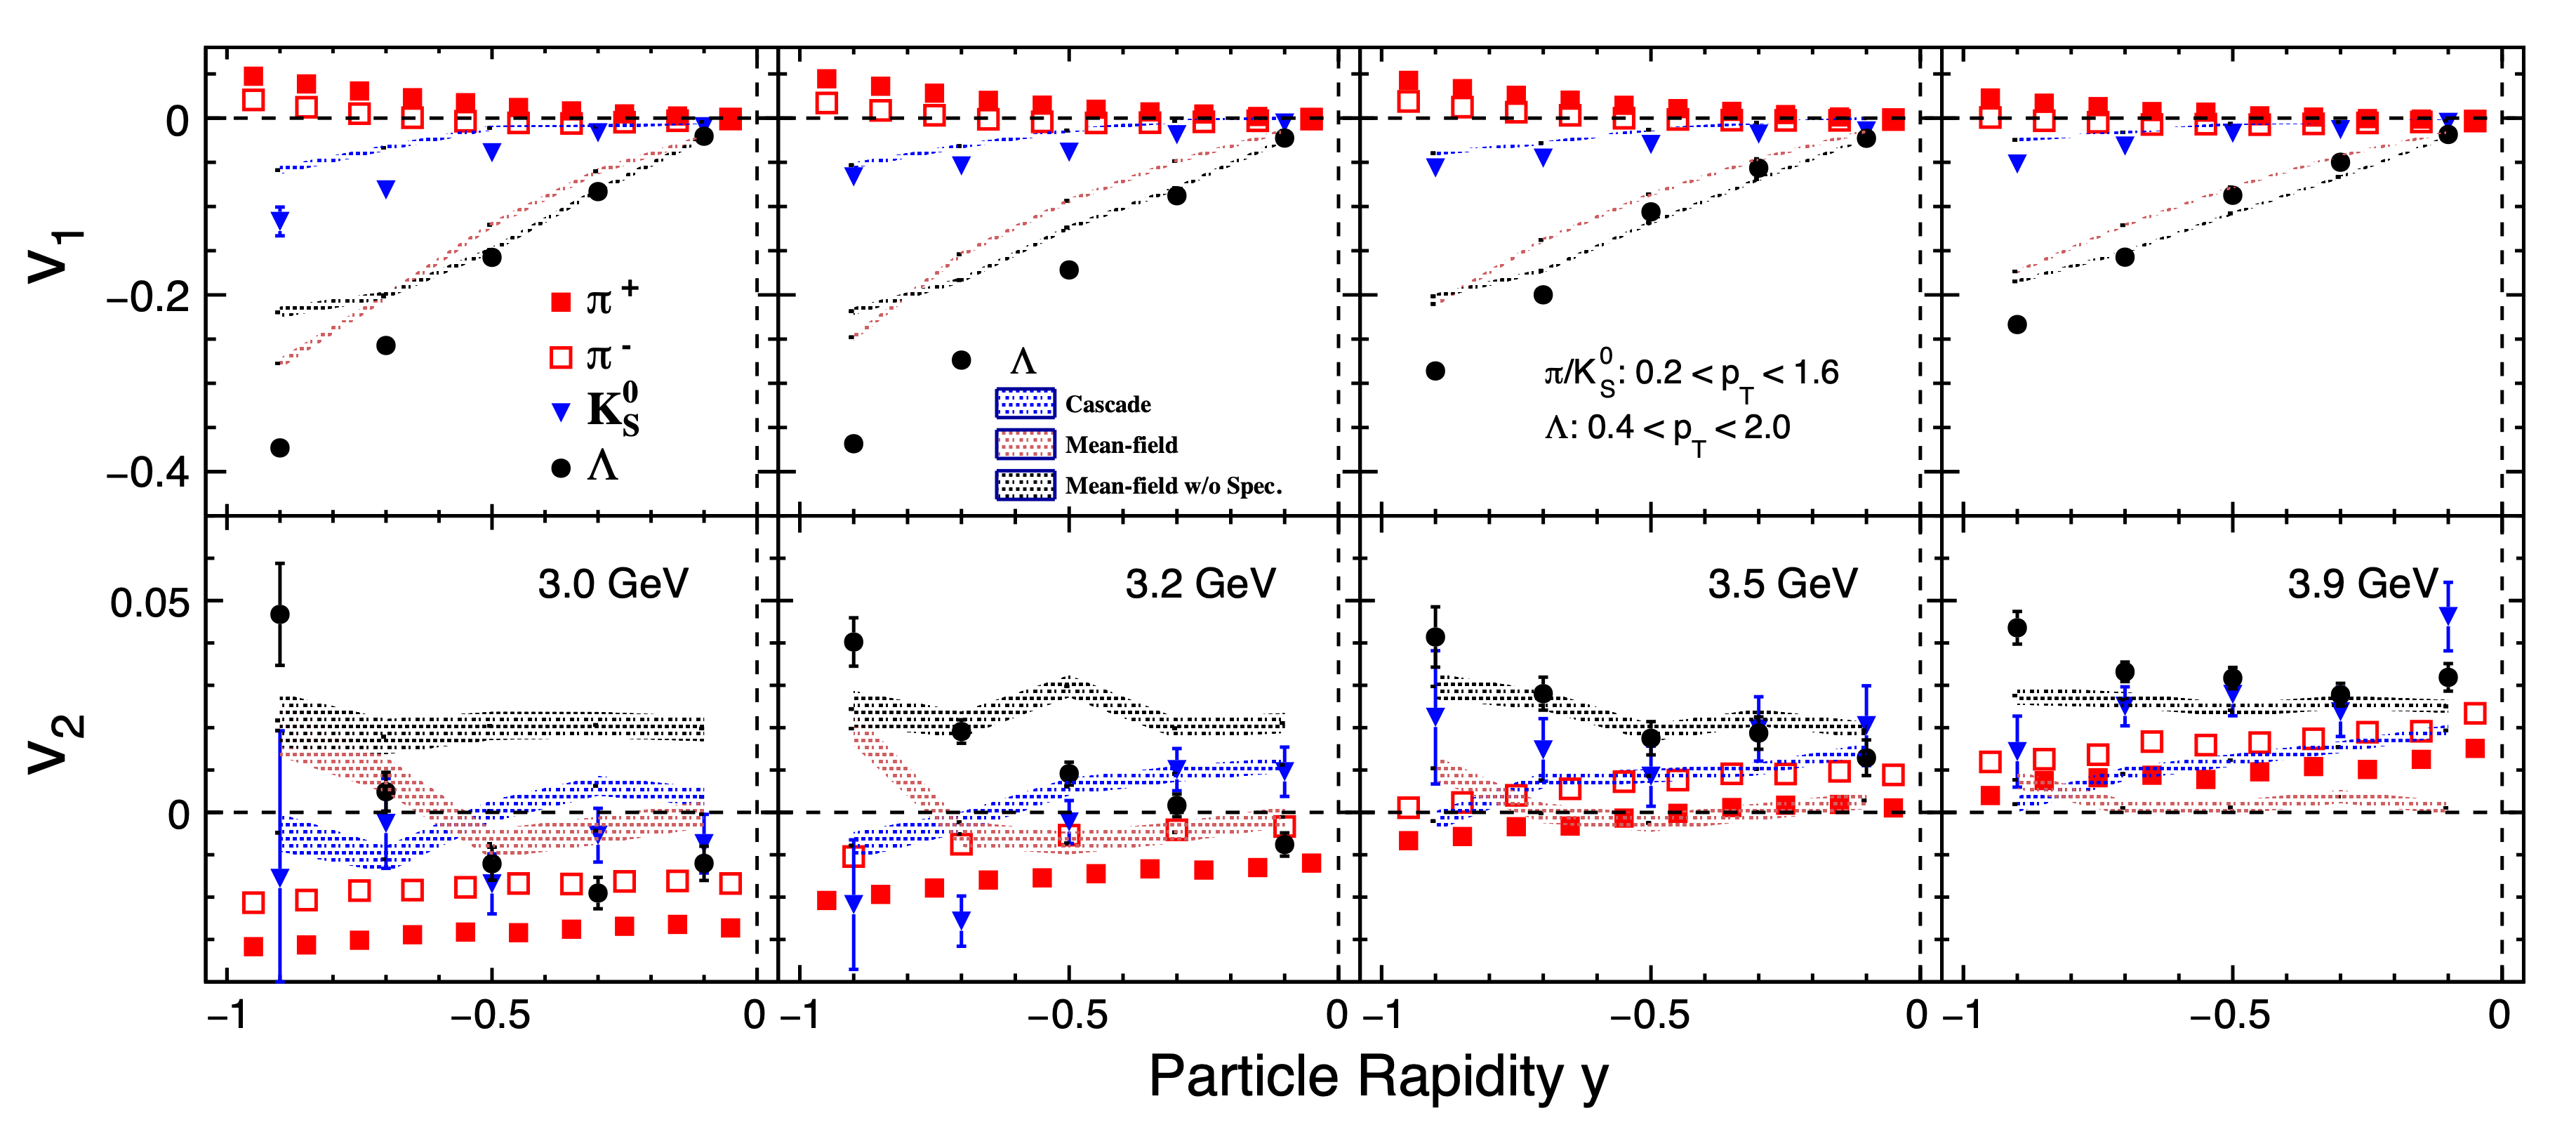 V1
0
−0.2
−0.4
π+
π-
K0S
Λ
Λ
Cascade
Mean-field
Mean-field w/o Spec.
π/K0S: 0.2 < pT < 1.6
Λ: 0.4 < pT < 2.0
V2
0.05
0
3.0 GeV
3.2 GeV
3.5 GeV
3.9 GeV
−1 −0.5 0 −1 −0.5 0 −1 −0.5 0 −1 −0.5 0
Particle Rapidity y